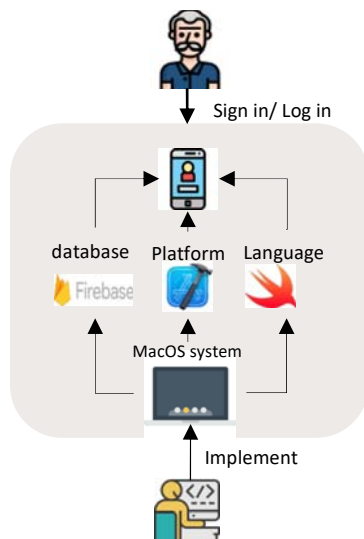 Sign in/ Log in
database
Platform
Language
Firebase
MacOS system
Implement
</>